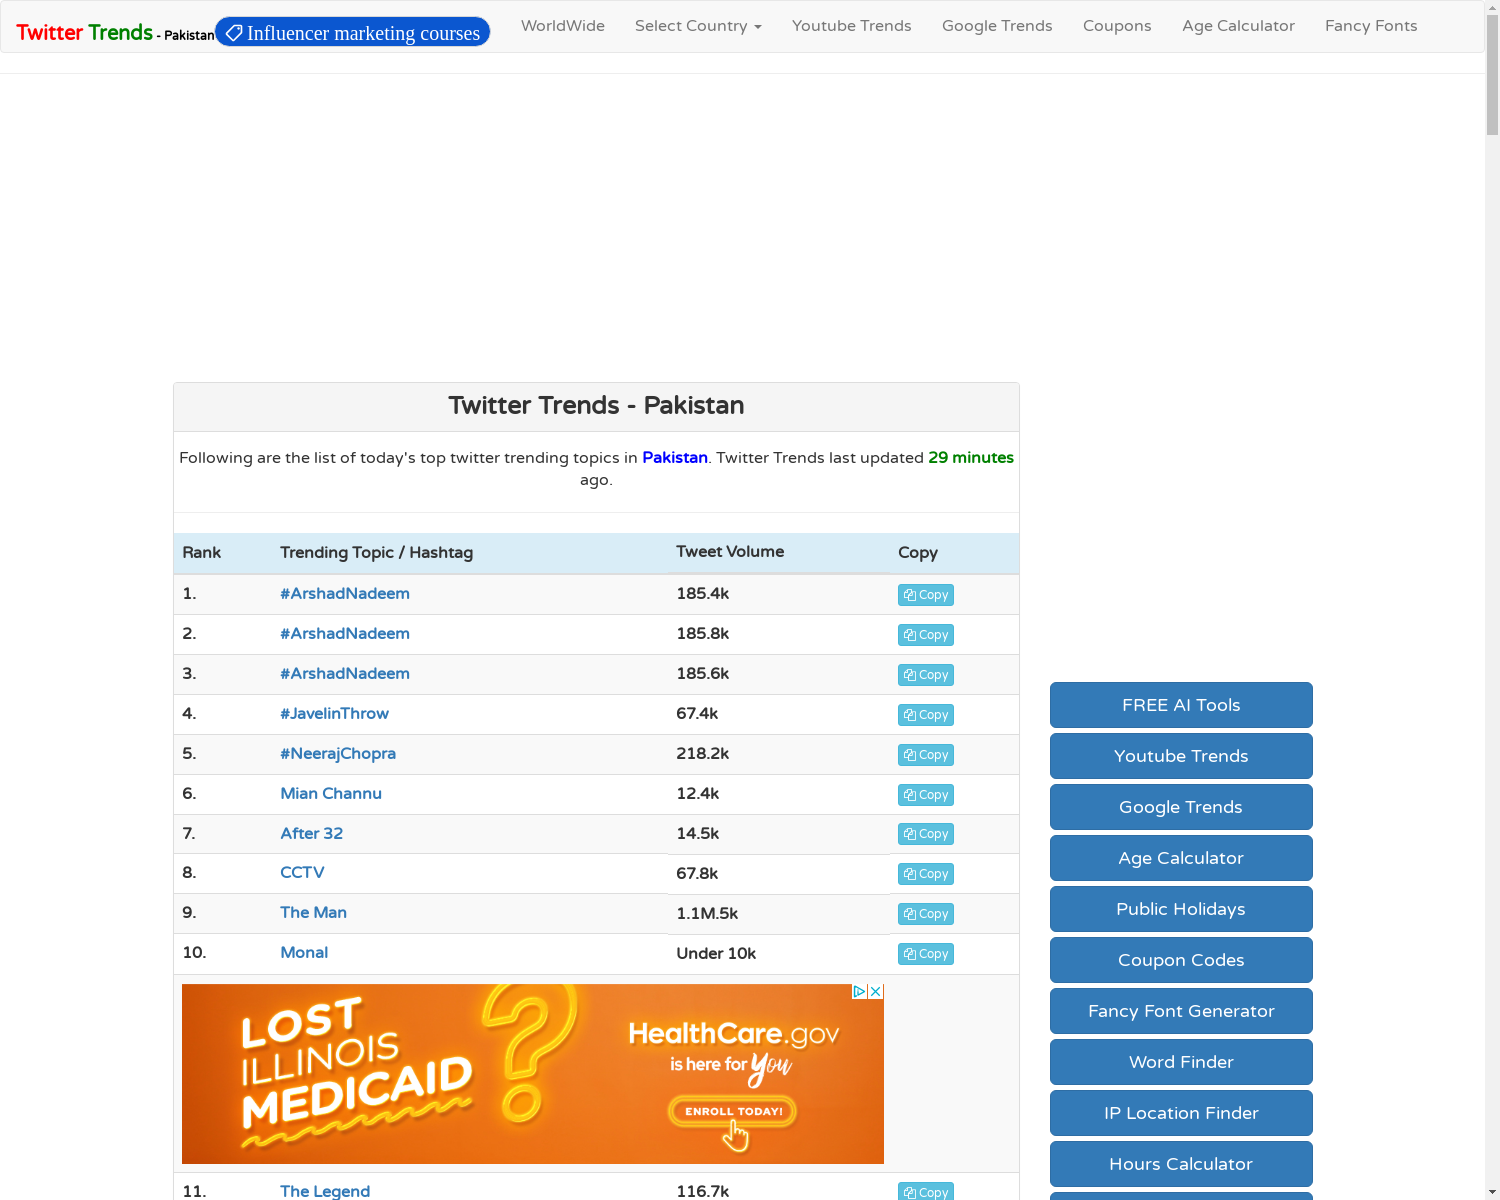 Twitter Trends - Pakistan Influencer marketing courses WorldWide Select Country Youtube Trends Google Trends Coupons Age Calculator Fancy Fonts
Twitter Trends - Pakistan
Following are the list of today's top twitter trending topics in Pakistan. Twitter Trends last updated 29 minutes
ago.
Rank Trending Topic / Hashtag Tweet Volume Copy
1. #ArshadNadeem 185.4k Copy
2. #ArshadNadeem 185.8k Copy
3. #ArshadNadeem 185.6k Copy
4. #JavelinThrow 67.4k Copy
5. #NeerajChopra 218.2k Copy
6. Mian Channu 12.4k Copy
7. After 32 14.5k Copy
8. CCTV 67.8k Copy
9. The Man 1.1M.5k Copy
10. Monal Under 10k Copy
LOST
ILLINOIS
MEDICAID
?
HealthCare.gov
is here for You
ENROLL TODAY!
11. The Legend 116.7k Copy
FREE AI Tools
Youtube Trends
Google Trends
Age Calculator
Public Holidays
Coupon Codes
Fancy Font Generator
Word Finder
IP Location Finder
Hours Calculator